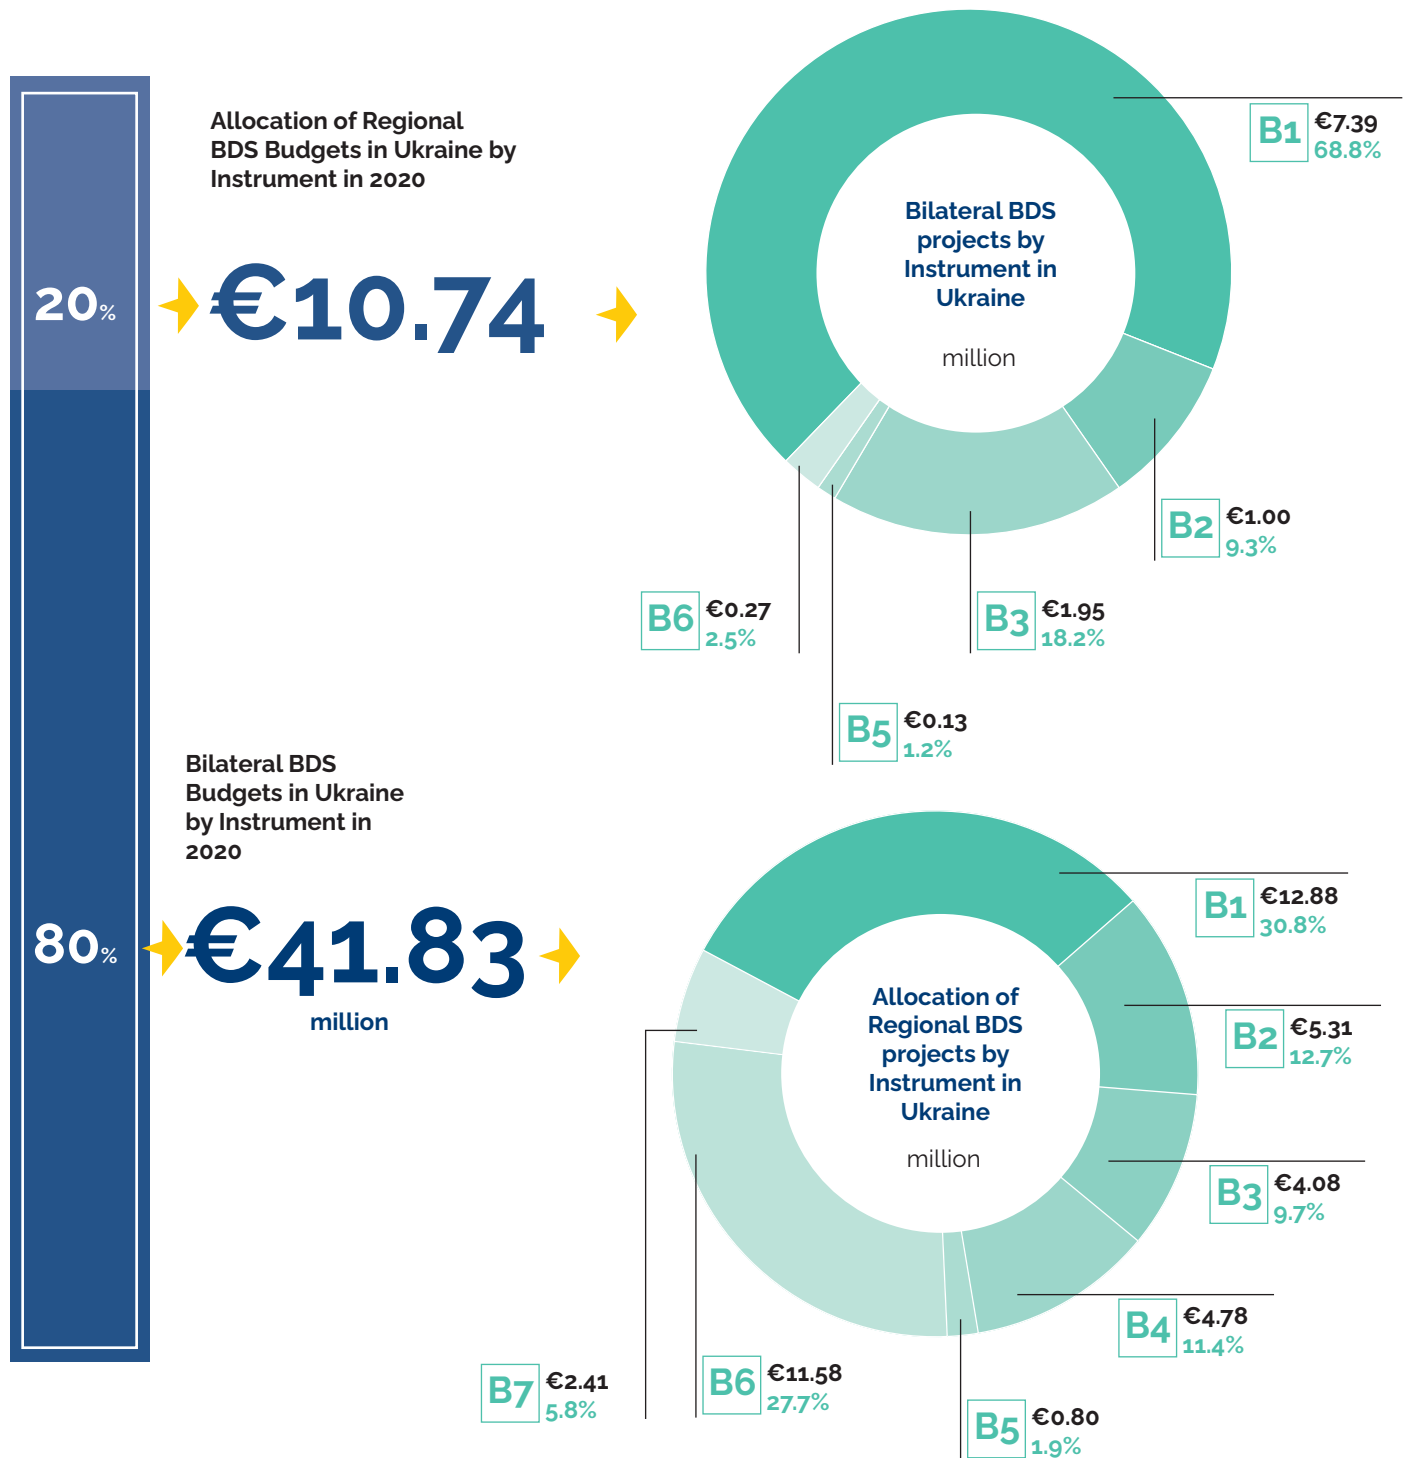 Allocation of Regional
BDS Budgets in Ukraine by
Instrument in 2020
20%
€10.74
Bilateral BDS
projects by
Instrument in
Ukraine
million
B1 €7.39
68.8%
B2 €1.00
9.3%
B3 €1.95
18.2%
B6 €0.27
2.5%
B5 €0.13
1.2%
Bilateral BDS
Budgets in Ukraine
by Instrument in
2020
80%
€41.83
million
Allocation of
Regional BDS
projects by
Instrument in
Ukraine
million
B1 €12.88
30.8%
B2 €5.31
12.7%
B3 €4.08
9.7%
B4 €4.78
11.4%
B7 €2.41
5.8%
B6 €11.58
27.7%
B5 €0.80
1.9%